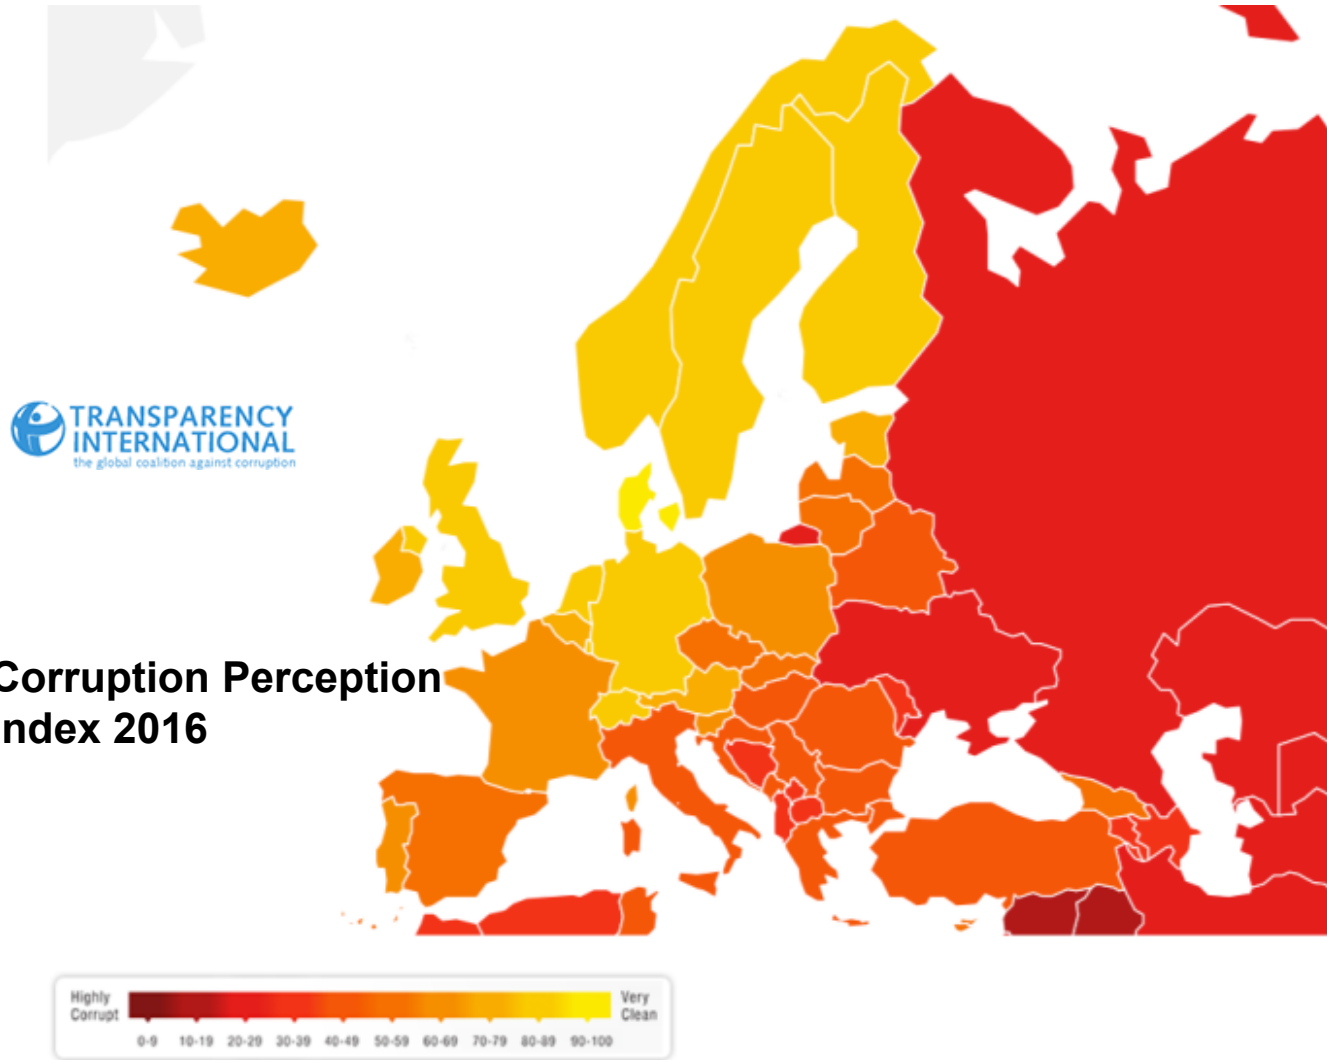 TRANSPARENCY
INTERNATIONAL
the global coalition against corruption
Corruption Perception
Index 2016
Highly
Corrupt
Very
Clean
0-9 10-19 20-29 30-39 40-49 50-59 60-69 70-79 80-89 90-100